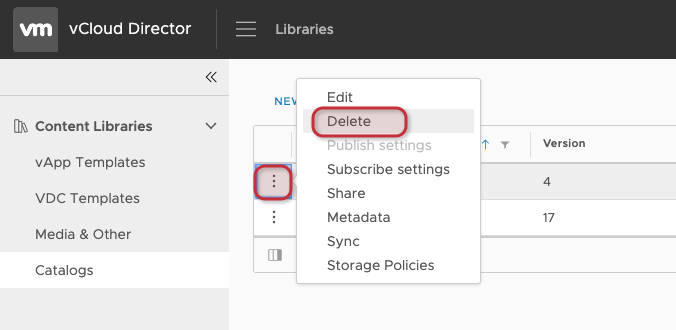 vm vCloud Director Libraries
«
Content Libraries
vApp Templates
VDC Templates
Media & Other
Catalogs
NEW
Version
4
17
Edit
Delete
Publish settings
Subscribe settings
Share
Metadata
Sync
Storage Policies